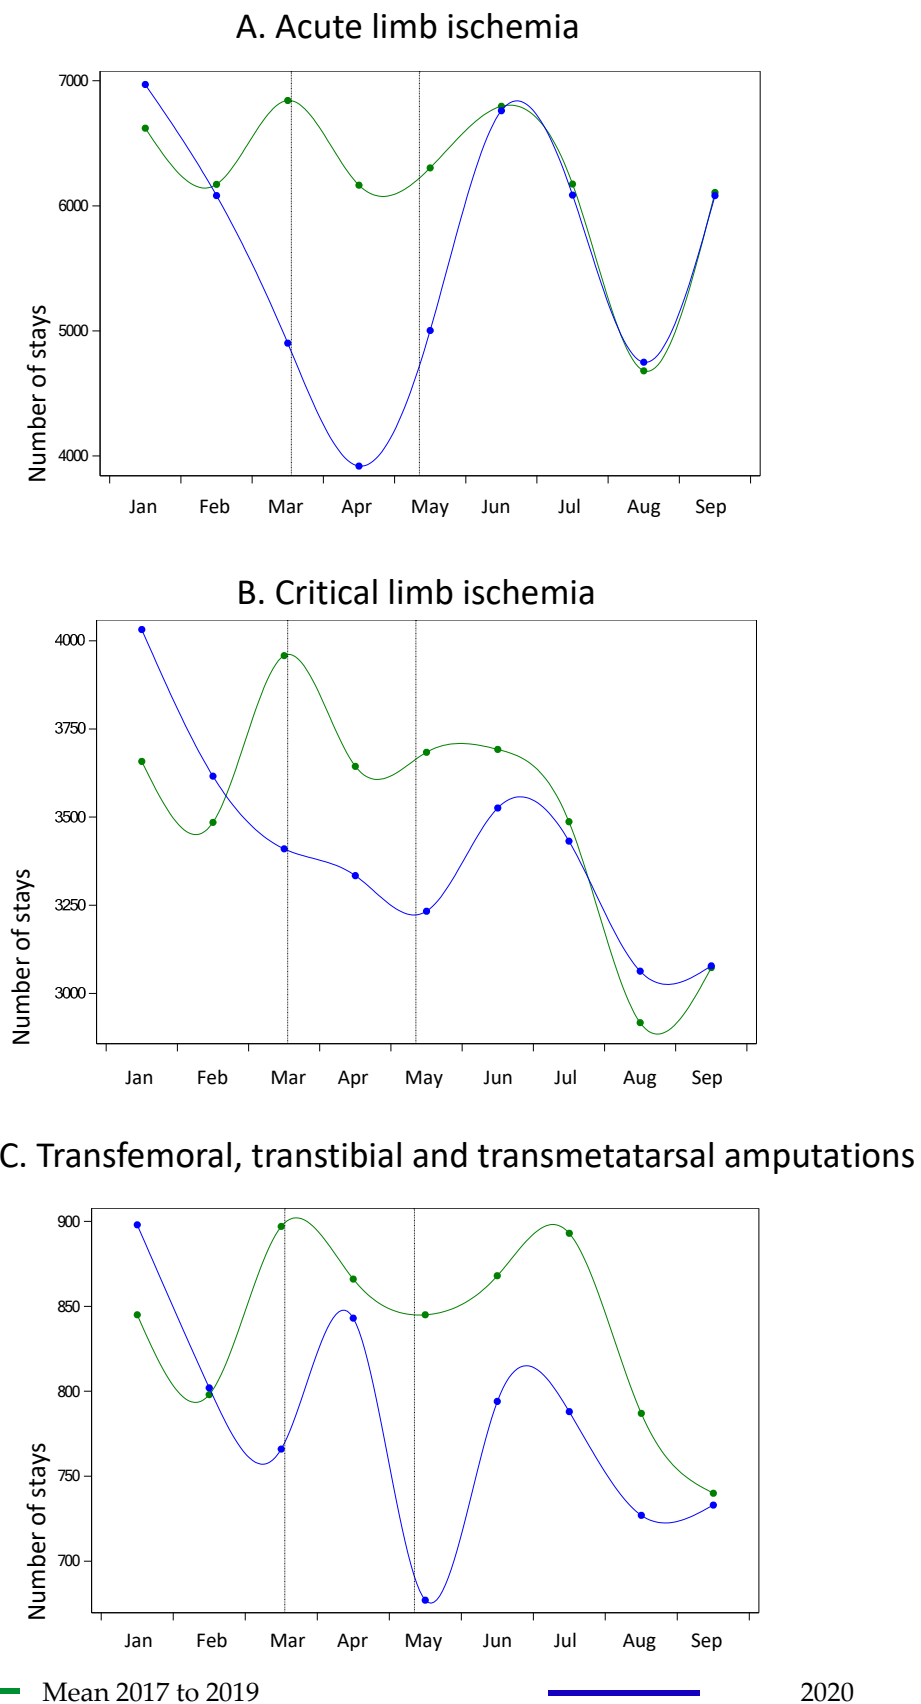 A. Acute limb ischemia
7000
6000
5000
4000
Number of stays
Jan Feb Mar Apr May Jun Jul Aug Sep
B. Critical limb ischemia
4000
3750
3500
3250
3000
Number of stays
Jan Feb Mar Apr May Jun Jul Aug Sep
C. Transfemoral, transtibial and transmetatarsal amputations
900
850
800
750
700
Number of stays
Jan Feb Mar Apr May Jun Jul Aug Sep
Mean 2017 to 2019 2020